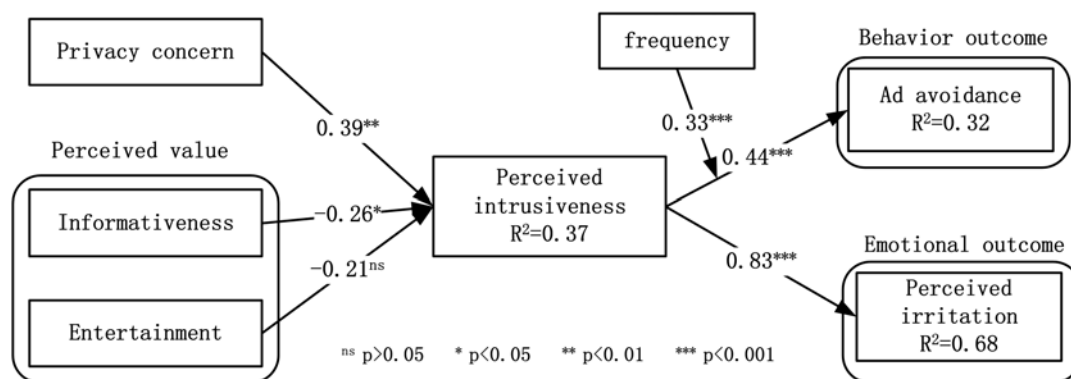 Privacy concern
frequency
Behavior outcome
Ad avoidance
R²=0.32
0.39**
0.33***
0.44***
Perceived value
Informativeness
-0.26*
Perceived
intrusiveness
R²=0.37
-0.21ns
Entertainment
0.83***
Emotional outcome
Perceived
irritation
R²=0.68
ns p>0.05 * p<0.05 ** p<0.01 *** p<0.001